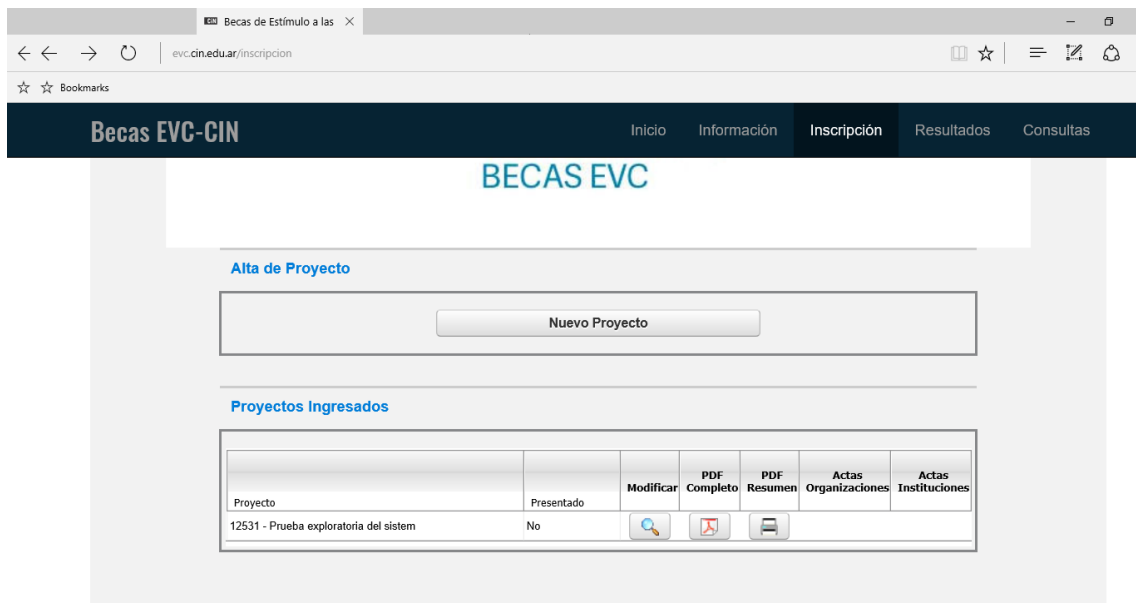 CIN Becas de Estímulo a las
evc.cin.edu.ar/inscripcion
Bookmarks
Becas EVC-CIN Inicio Información Inscripción Resultados Consultas
BECAS EVC
Alta de Proyecto
Nuevo Proyecto
Proyectos Ingresados
Proyecto Presentado Modificar PDF Completo PDF Resumen Actas Organizaciones Actas Instituciones
12531 - Prueba exploratoria del sistem No